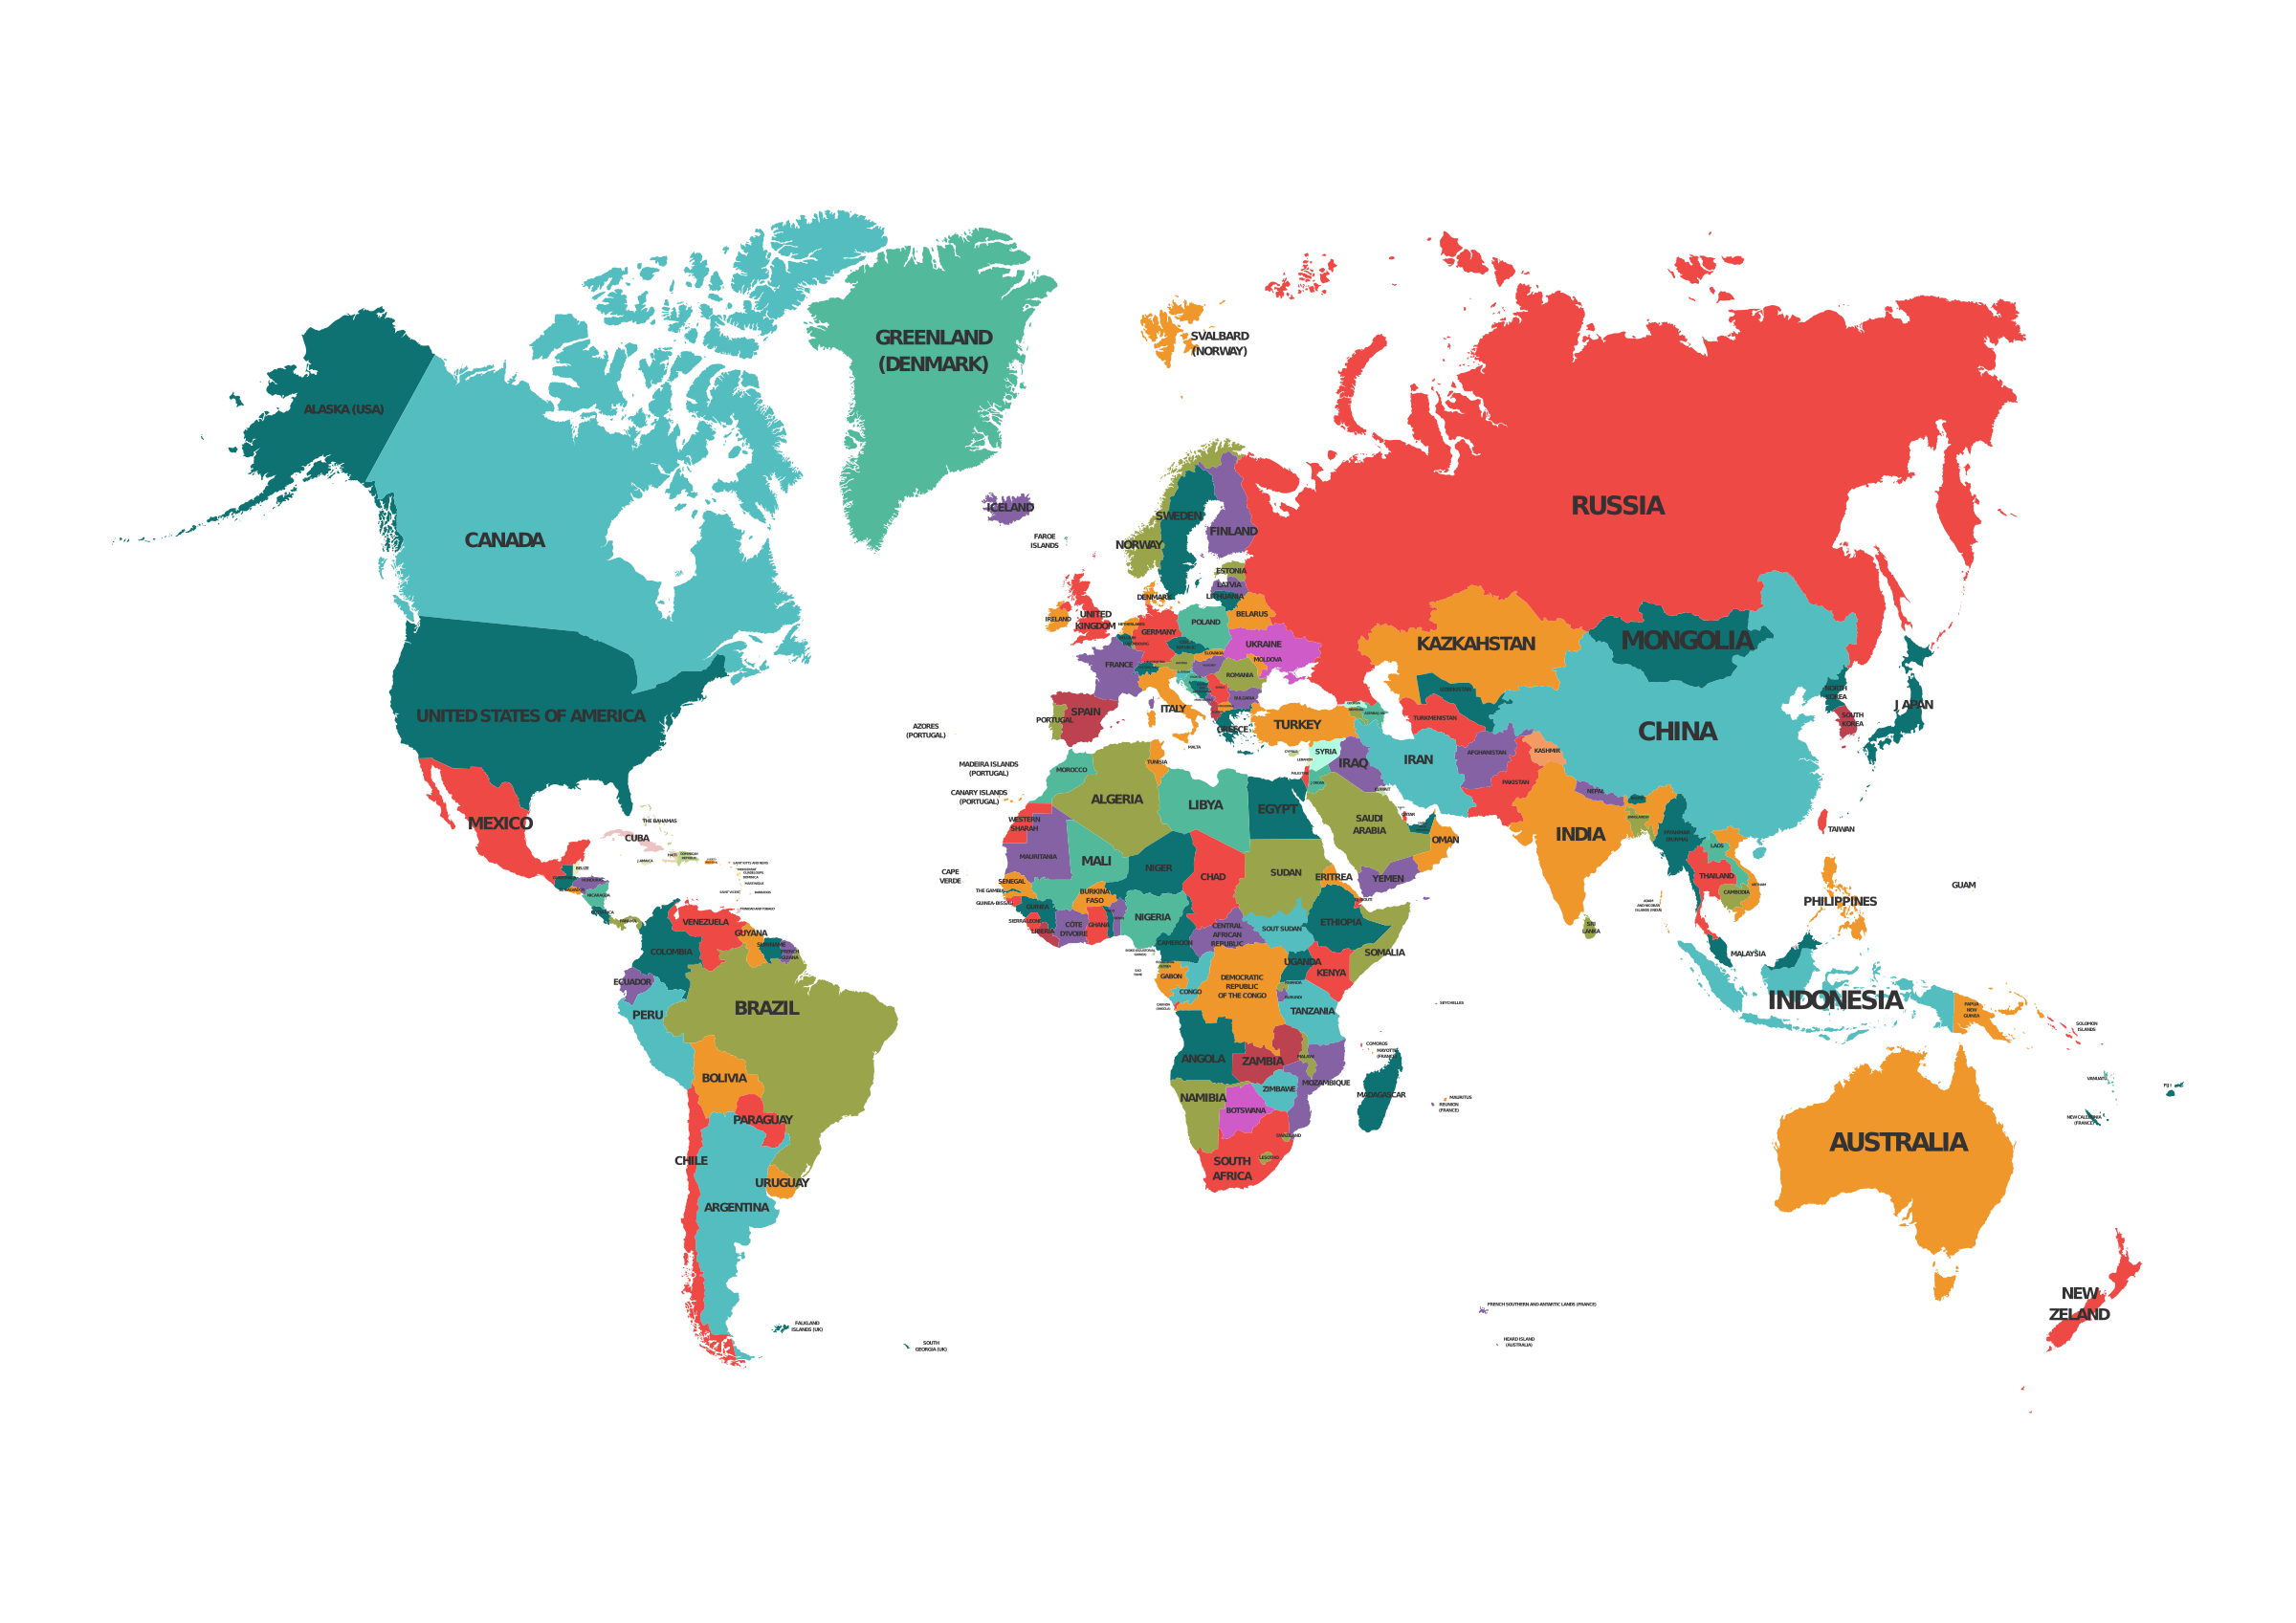 GREENLAND
(DENMARK)
SVALBARD
(NORWAY)
ALASKA (USA)
CANADA
RUSSIA
ICELAND
FAROE
ISLANDS
SWEDEN
FINLAND
NORWAY
ESTONIA
LATVIA
LITHUANIA
DENMARK
BELARUS
IRELAND
UNITED
KINGDOM
POLAND
GERMANY
UKRAINE
MOLDOVA
FRANCE
ROMANIA
KAZKAHSTAN
MONGOLIA
UNITED STATES OF AMERICA
SPAIN
PORTUGAL
ITALY
GREECE
TURKEY
TURKMENISTAN
CHINA
NORTH
KOREA
SOUTH
KOREA
J APAN
AZORES
(PORTUGAL)
MALTA
SYRIA
IRAQ
IRAN
AFGHANISTAN
KASHMIR
PAKISTAN
NEPAL
MADEIRA ISLANDS
(PORTUGAL)
CANARY ISLANDS
(PORTUGAL)
MOROCCO
TUNISIA
ALGERIA
LIBYA
EGYPT
KUWAIT
SAUDI
ARABIA
QATAR
OMAN
YEMEN
INDIA
TAIWAN
MEXICO
THE BAHAMAS
CUBA
WESTERN
SHARAH
MAURITANIA
MALI
NIGER
CHAD
SUDAN
ERITREA
CAPE
VERDE
SENEGAL
THE GAMBIA
GUINEA-BISSAU
GUINEA
SIERRA LEONE
LIBERIA
CÔTE
D'IVOIRE
BURKINA
FASO
GHANA
NIGERIA
CAMEROON
CENTRAL
AFRICAN
REPUBLIC
SOUT SUDAN
ETHIOPIA
SOMALIA
LAOS
THAILAND
CAMBODIA
VIETNAM
PHILIPPINES
GUAM
SRI
LANKA
MALAYSIA
INDONESIA
PAPUA
NEW
GUINEA
SOLOMON
ISLANDS
JAMAICA
BELIZE
NICARAGUA
VENEZUELA
GUYANA
SURINAME
FRENCH
GUIANA
COLOMBIA
ECUADOR
PERU
BRAZIL
BOLIVIA
PARAGUAY
CHILE
URUGUAY
ARGENTINA
GABON
CONGO
DEMOCRATIC
REPUBLIC
OF THE CONGO
UGANDA
KENYA
TANZANIA
SEYCHELLES
COMOROS
MAYOTTE
(FRANCE)
ANGOLA
ZAMBIA
MALAWI
MOZAMBIQUE
ZIMBAWE
NAMIBIA
BOTSWANA
MADAGASCAR
MAURITUS
REUNION
(FRANCE)
SWAZILAND
LESOTHO
SOUTH
AFRICA
VANUATU
FIJI
NEW CALEDONIA
(FRANCE)
AUSTRALIA
NEW
ZELAND
FALKLAND
ISLANDS (UK)
SOUTH
GEORGIA (UK)
FRENCH SOUTHERN AND ANTARTIC LANDS (FRANCE)
HEARD ISLAND
(AUSTRALIA)